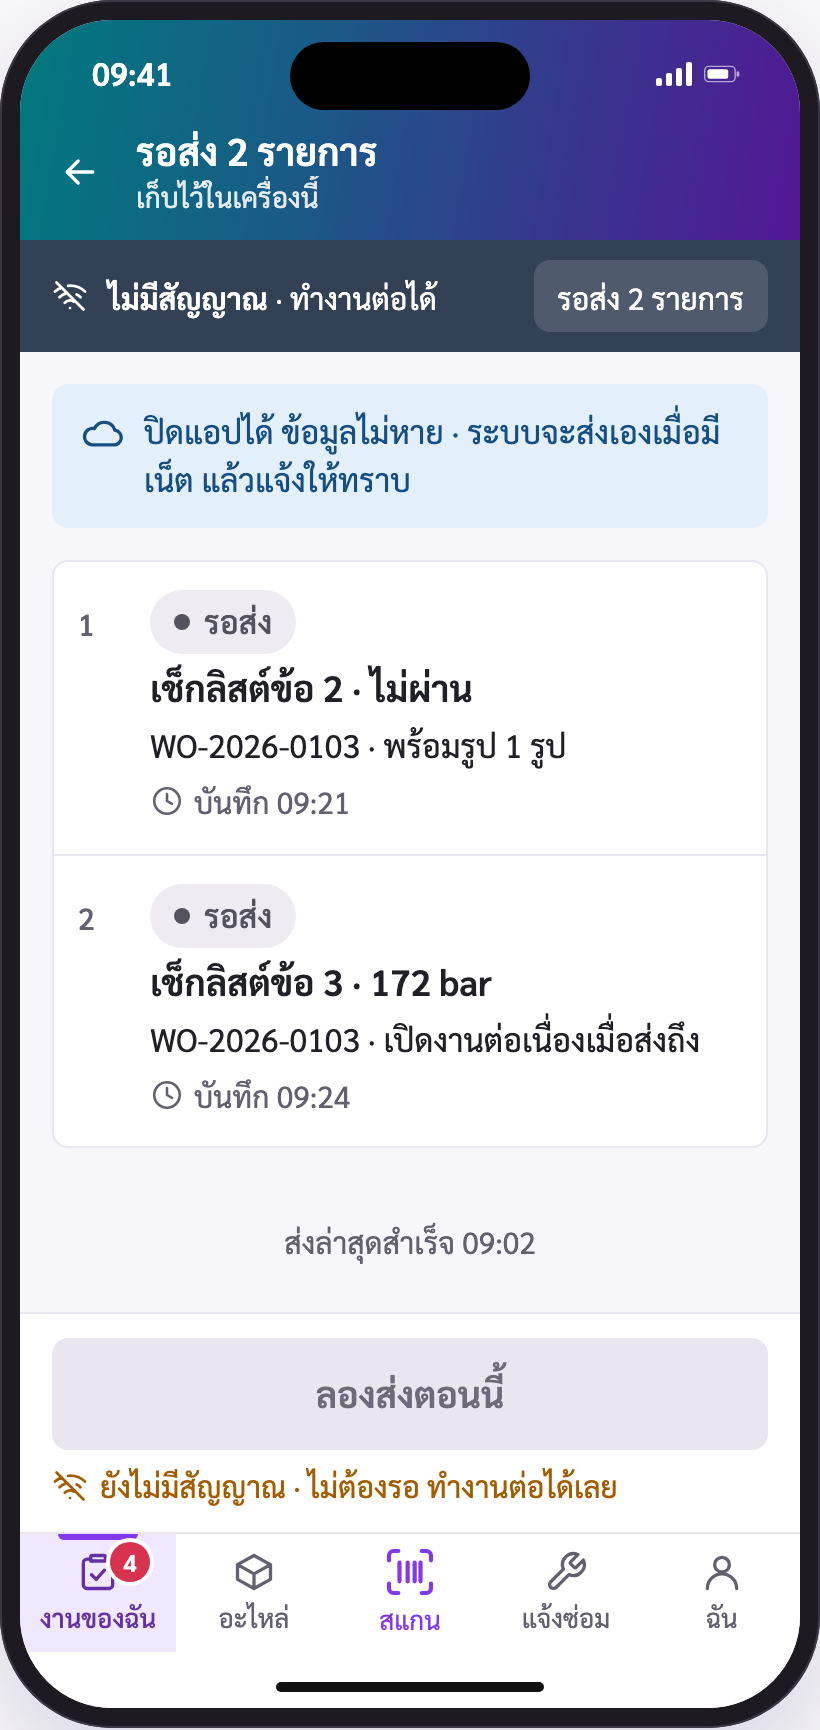 09:41
รอส่ง 2 รายการ
เก็บไว้ในเครื่องนี้
ไม่มีสัญญาณ · ทำงานต่อได้
รอส่ง 2 รายการ
ปิดแอปได้ ข้อมูลไม่หาย · ระบบจะส่งเองเมื่อมี
เน็ต แล้วแจ้งให้ทราบ
1
รอส่ง
เช็กลิสต์ข้อ 2 · ไม่ผ่าน
WO-2026-0103 · พร้อมรูป 1 รูป
บันทึก 09:21
2
รอส่ง
เช็กลิสต์ข้อ 3 · 172 bar
WO-2026-0103 · เปิดงานต่อเนื่องเมื่อส่งถึง
บันทึก 09:24
ส่งล่าสุดสำเร็จ 09:02
ลองส่งตอนนี้
ยังไม่มีสัญญาณ · ไม่ต้องรอ ทำงานต่อได้เลย
4
งานของฉัน
อะไหล่
สแกน
แจ้งซ่อม
ฉัน